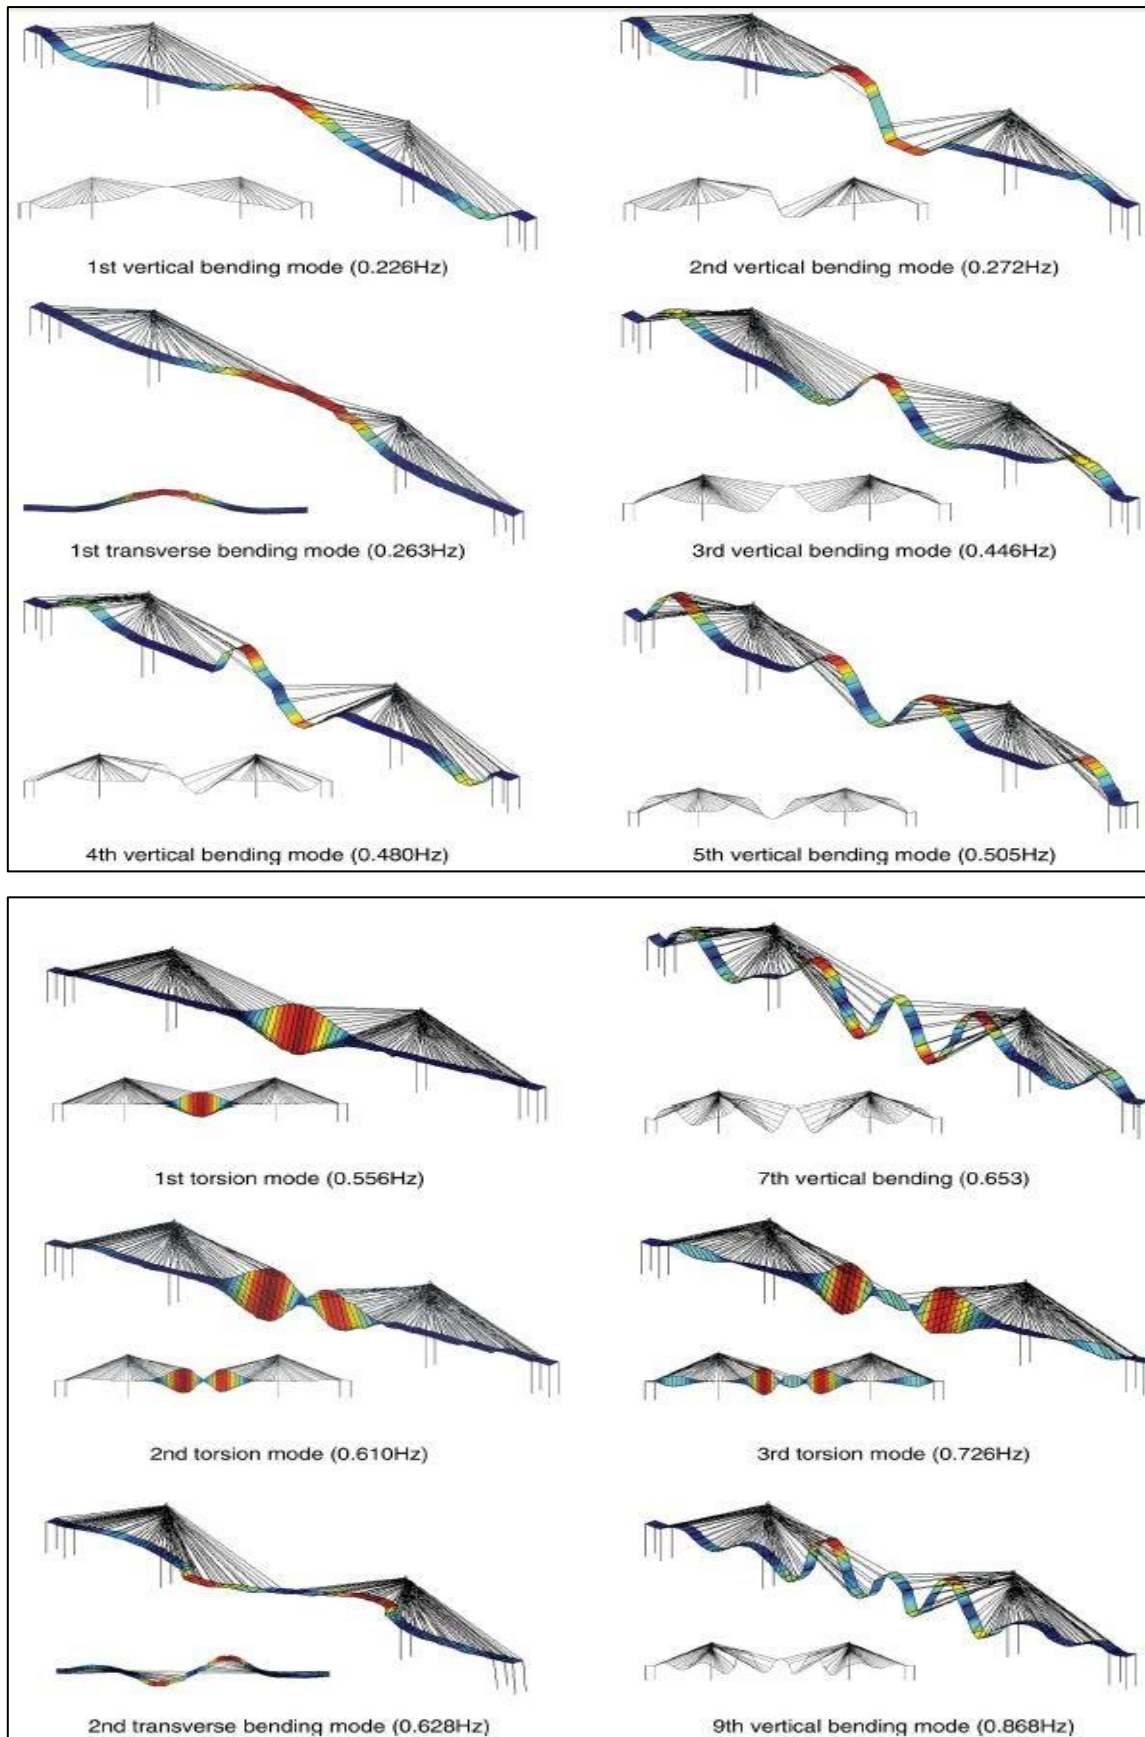 1st vertical bending mode (0.226Hz)
2nd vertical bending mode (0.272Hz)
1st transverse bending mode (0.263Hz)
3rd vertical bending mode (0.446Hz)
4th vertical bending mode (0.480Hz)
5th vertical bending mode (0.505Hz)
1st torsion mode (0.556Hz)
7th vertical bending (0.653)
2nd torsion mode (0.610Hz)
3rd torsion mode (0.726Hz)
2nd transverse bending mode (0.628Hz)
9th vertical bending mode (0.868Hz)